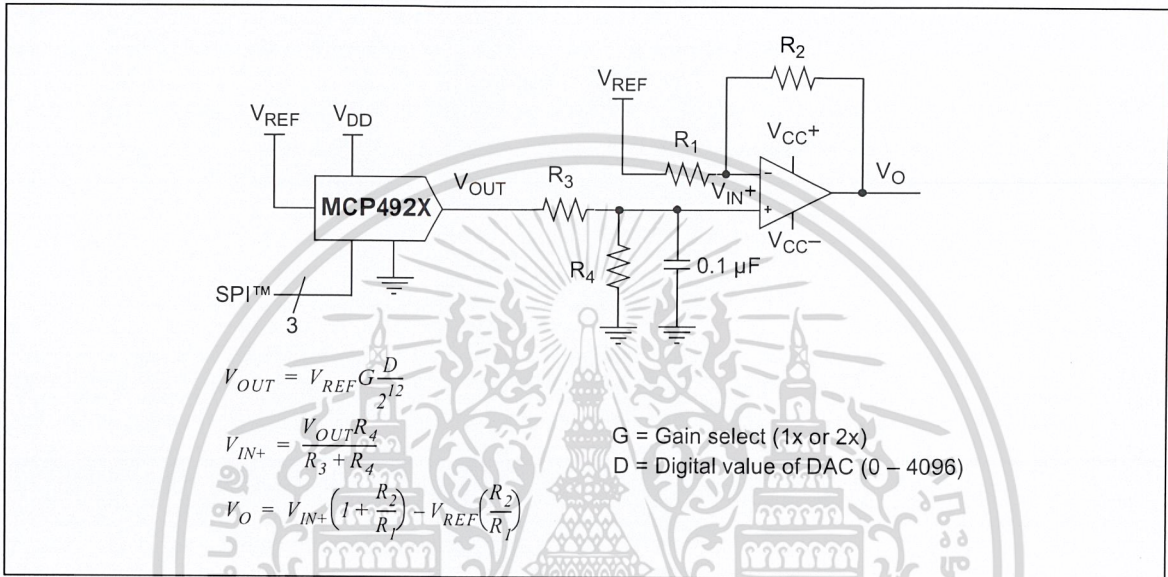 R2
VREF
VREF
VDD
VCC+
R1
VO
VOUT
R3
VIN+
MCP492X
VCC−
R4
0.1 µF
SPI™
3
VOUT = VREF G D/2^12
VIN+ = VOUT R4/(R3 + R4)
G = Gain select (1x or 2x)
D = Digital value of DAC (0 – 4096)
VO = VIN+(1 + R2/R1) − VREF(R2/R1)